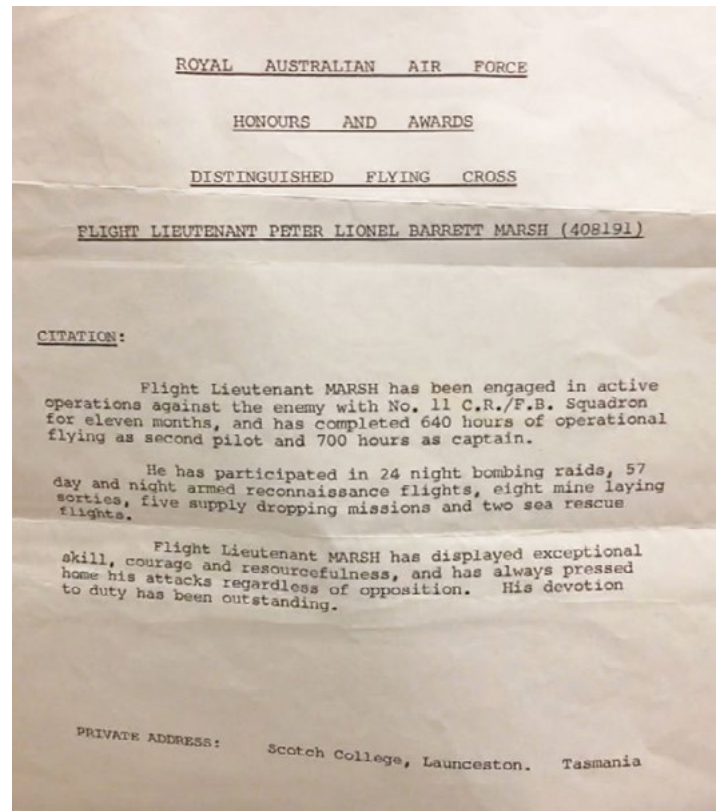 ROYAL AUSTRALIAN AIR FORCE
HONOURS AND AWARDS
DISTINGUISHED FLYING CROSS
FLIGHT LIEUTENANT PETER LIONEL BARRETT MARSH (408191)
CITATION:
Flight Lieutenant MARSH has been engaged in active
operations against the enemy with No. 11 C.R./F.B. Squadron
for eleven months, and has completed 640 hours of operational
flying as second pilot and 700 hours as captain.
He has participated in 24 night bombing raids, 57
day and night armed reconnaissance flights, eight mine laying
sorties, five supply dropping missions and two sea rescue
flights.
Flight Lieutenant MARSH has displayed exceptional
skill, courage and resourcefulness, and has always pressed
home his attacks regardless of opposition. His devotion
to duty has been outstanding.
PRIVATE ADDRESS: Scotch College, Launceston. Tasmania